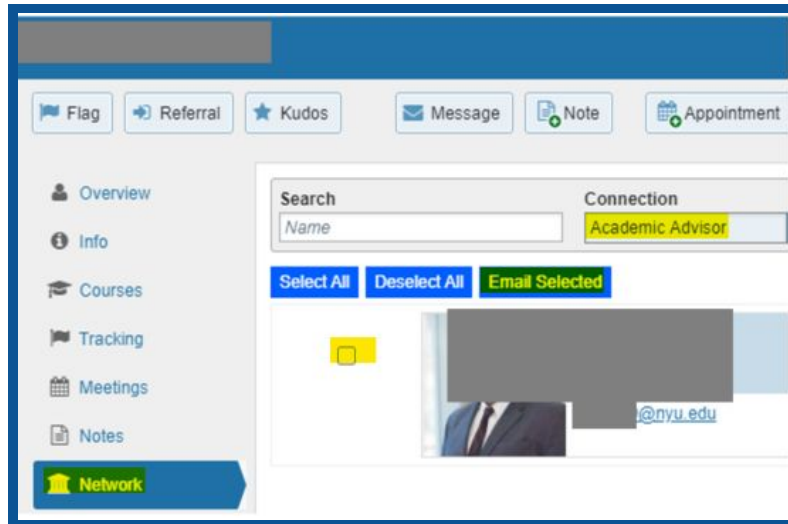 Flag Referral Kudos Message Note Appointment
Overview
Info
Courses
Tracking
Meetings
Notes
Network
Search Connection
Name Academic Advisor
Select All Deselect All Email Selected
@nyu.edu